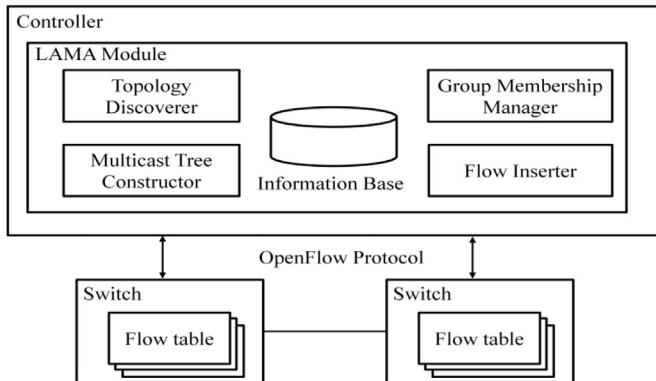 Controller
LAMA Module
Topology
Discoverer
Group Membership
Manager
Multicast Tree
Constructor
Information Base
Flow Inserter
OpenFlow Protocol
Switch
Flow table
Switch
Flow table